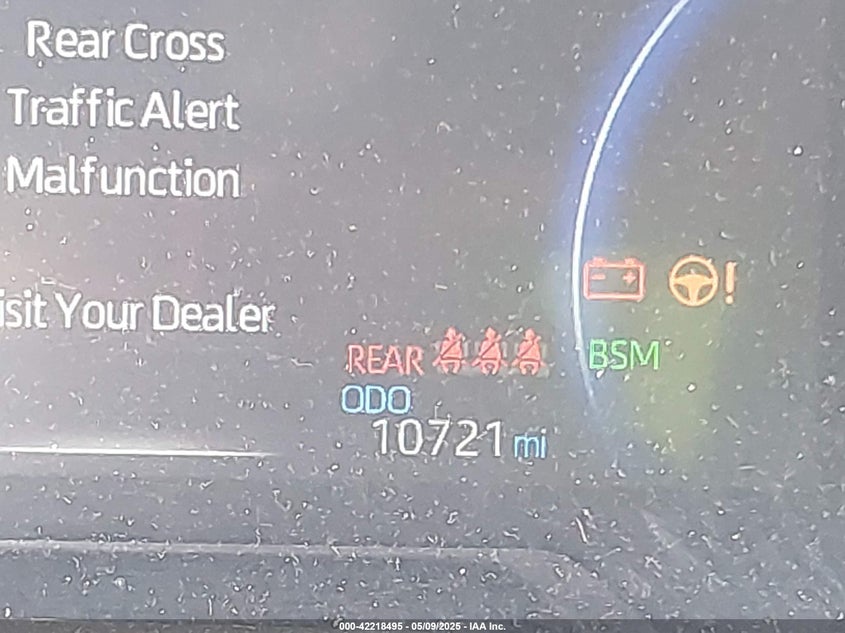 Rear Cross
Traffic Alert
Malfunction
isit Your Dealer
REAR
BSM
ODO
10721 mi
000-42218495 - 05/09/2025 - IAA Inc.